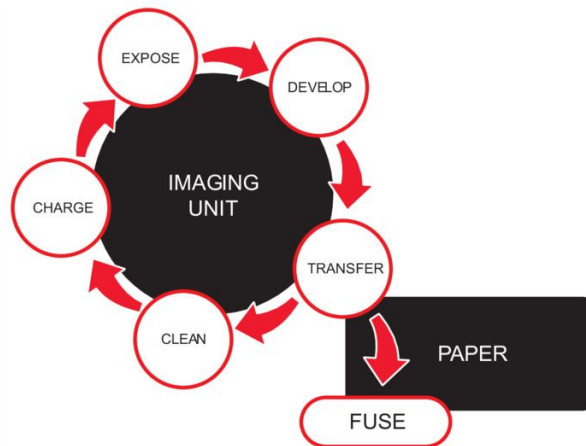 EXPOSE
DEVELOP
IMAGING
UNIT
CHARGE
TRANSFER
CLEAN
PAPER
FUSE